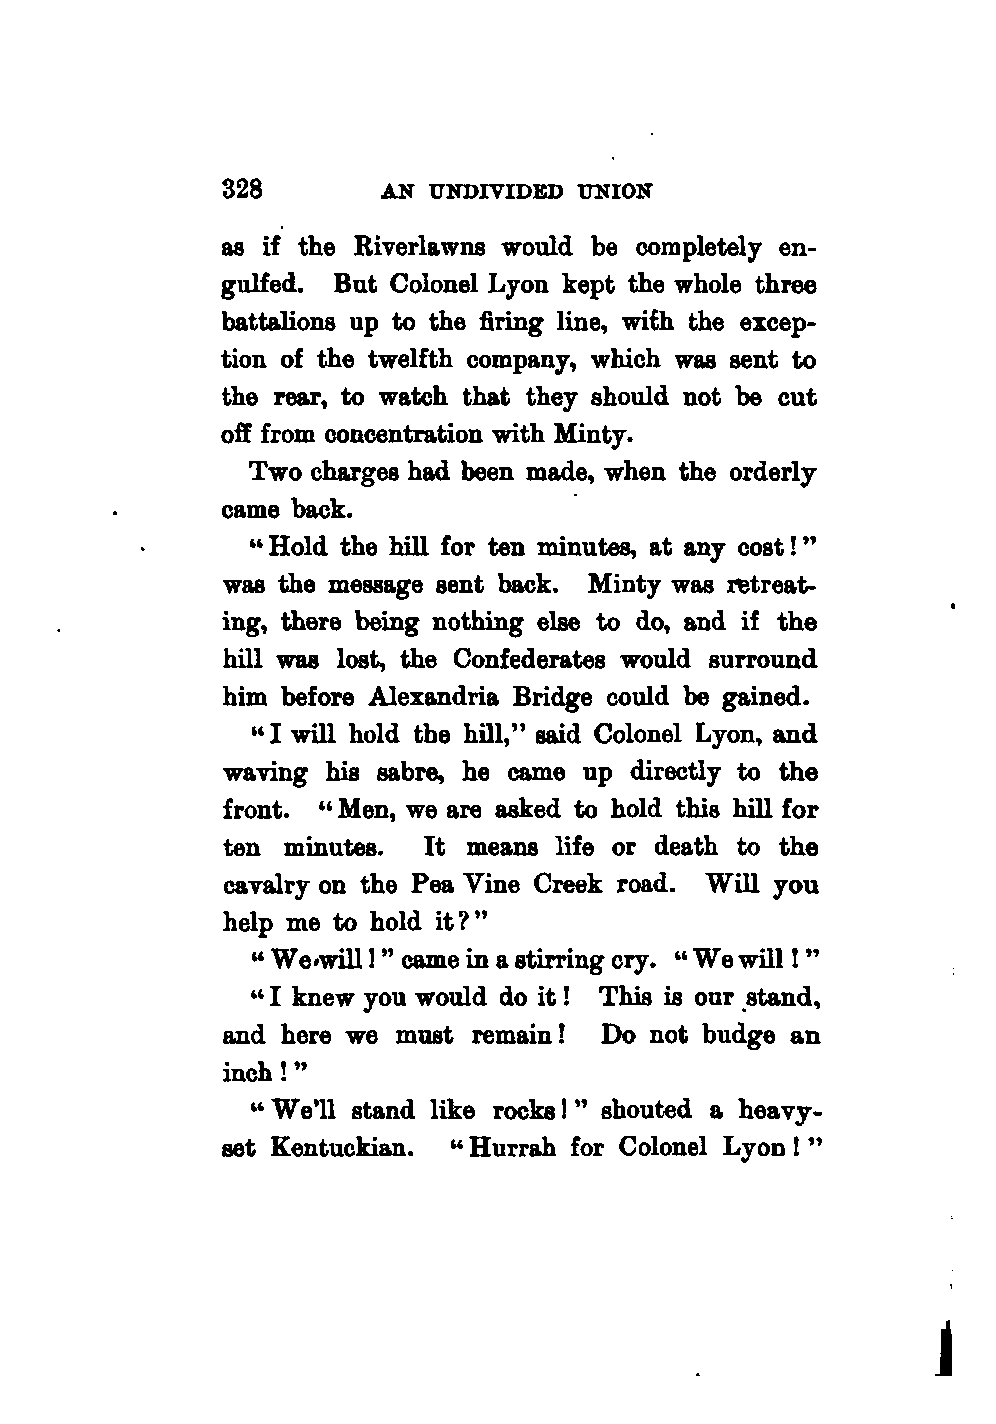 328 AN UNDIVIDED UNION
as if the Riverlawns would be completely en-
gulfed. But Colonel Lyon kept the whole three
battalions up to the firing line, with the excep-
tion of the twelfth company, which was sent to
the rear, to watch that they should not be cut
off from concentration with Minty.
Two charges had been made, when the orderly
came back.
"Hold the hill for ten minutes, at any cost!"
was the message sent back. Minty was retreat-
ing, there being nothing else to do, and if the
hill was lost, the Confederates would surround
him before Alexandria Bridge could be gained.
"I will hold the hill," said Colonel Lyon, and
waving his sabre, he came up directly to the
front. "Men, we are asked to hold this hill for
ten minutes. It means life or death to the
cavalry on the Pea Vine Creek road. Will you
help me to hold it?"
"We will!" came in a stirring cry. "We will!"
"I knew you would do it! This is our stand,
and here we must remain! Do not budge an
inch!"
"We'll stand like rocks!" shouted a heavy-
set Kentuckian. "Hurrah for Colonel Lyon!"